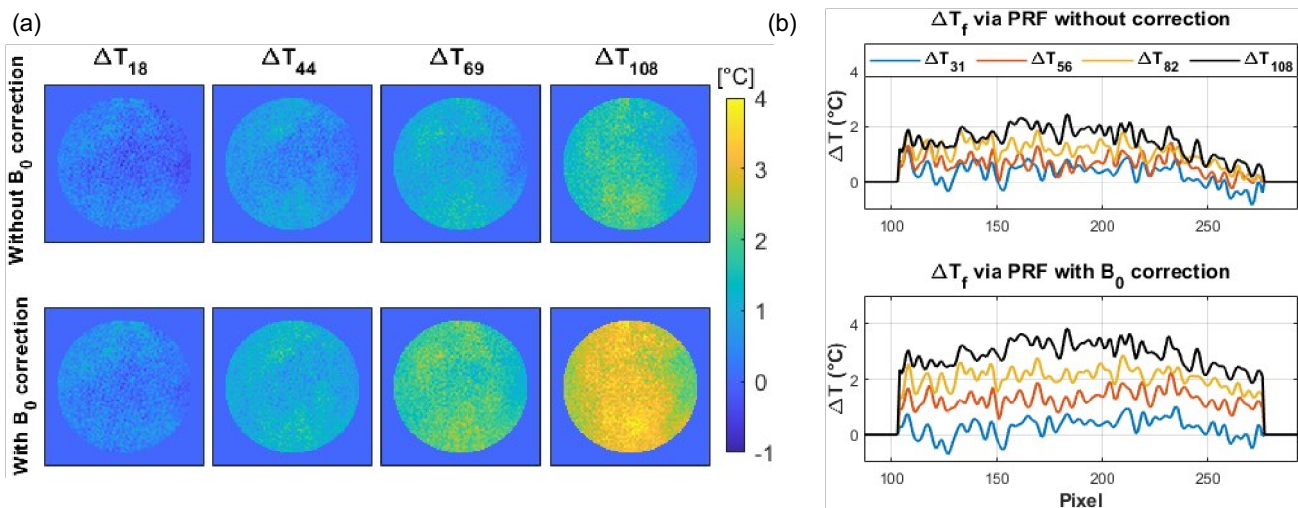 (a)
ΔT18 ΔT44 ΔT69 ΔT108
[°C]
Without B0 correction
With B0 correction
4
3
2
1
0
-1
(b)
ΔTf via PRF without correction
ΔT31 ΔT56 ΔT82 ΔT108
ΔT (°C)
4
2
0
100 150 200 250
ΔTf via PRF with B0 correction
ΔT (°C)
4
2
0
100 150 200 250
Pixel